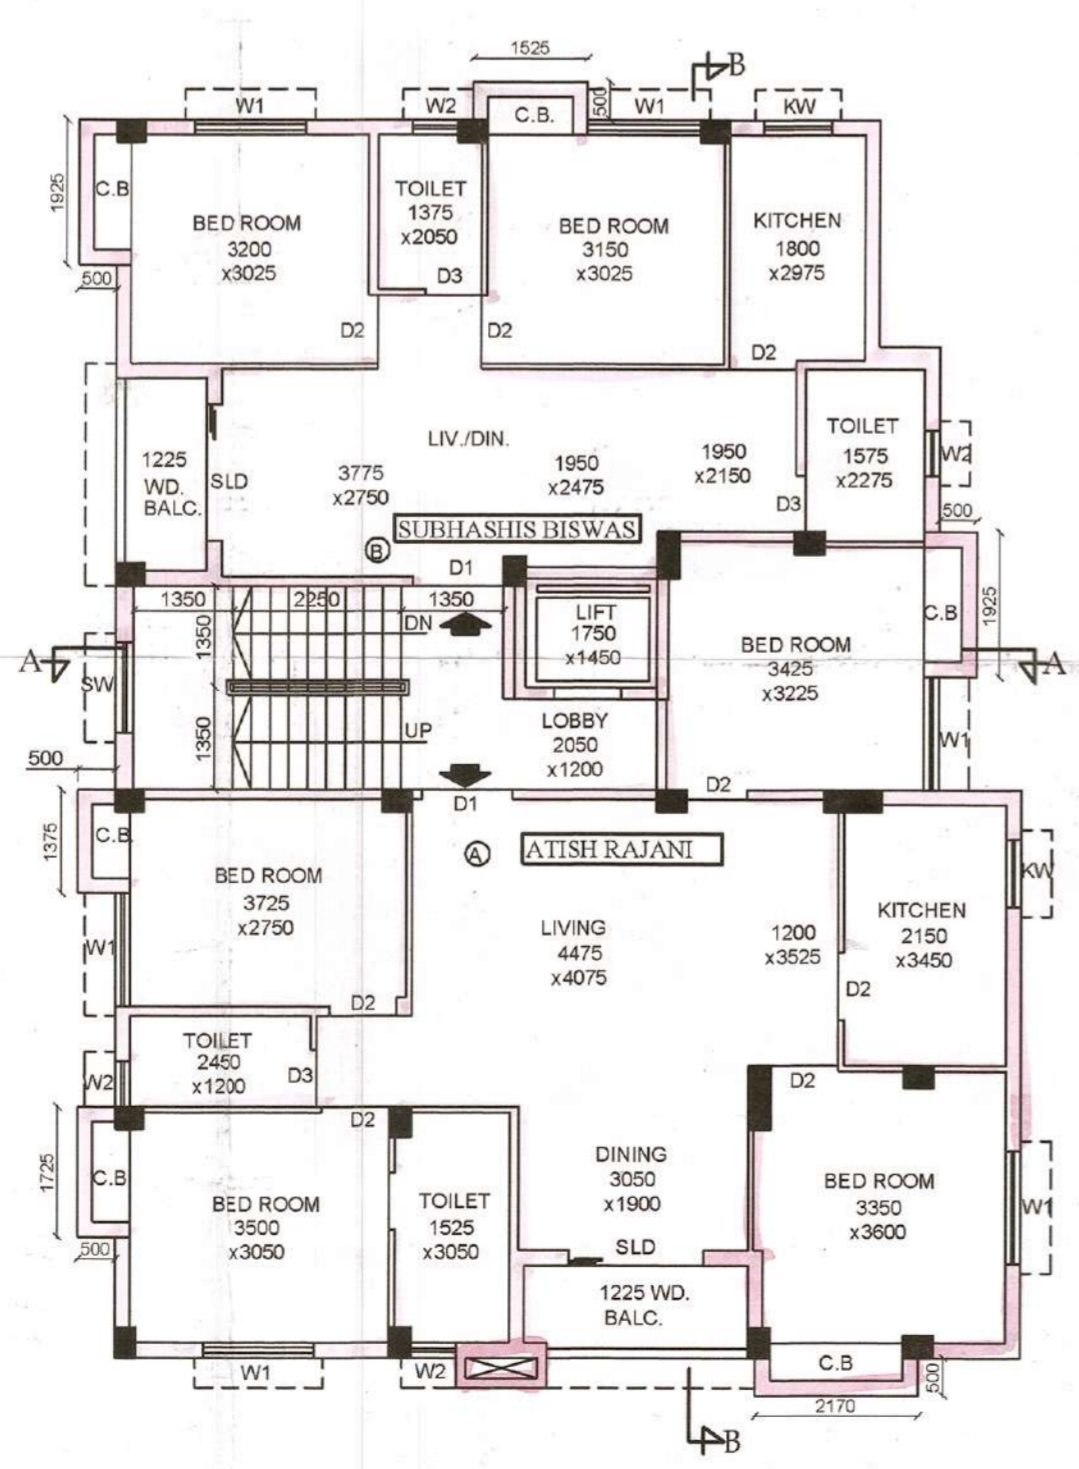 1525
B
W1
W2
C.B.
500
W1
KW
1925
C.B
BED ROOM
3200
x3025
TOILET
1375
x2050
D3
BED ROOM
3150
x3025
KITCHEN
1800
x2975
500
D2
D2
D2
1225
WD.
BALC.
SLD
LIV./DIN.
3775
x2750
1950
x2475
1950
x2150
TOILET
1575
x2275
D3
W2
500
SUBHASHIS BISWAS
B
D1
1350
2250
1350
1350
DN
LIFT
1750
x1450
BED ROOM
3425
x3225
C.B
1925
A
A
SW
1350
UP
LOBBY
2050
x1200
W1
500
D2
D1
1375
C.B
A
ATISH RAJANI
BED ROOM
3725
x2750
KW
W1
LIVING
4475
x4075
1200
x3525
KITCHEN
2150
x3450
D2
D2
TOILET
2450
x1200
D3
W2
D2
D2
1725
C.B
BED ROOM
3500
x3050
TOILET
1525
x3050
DINING
3050
x1900
BED ROOM
3350
x3600
W1
500
SLD
1225 WD.
BALC.
W1
W2
C.B
500
2170
B